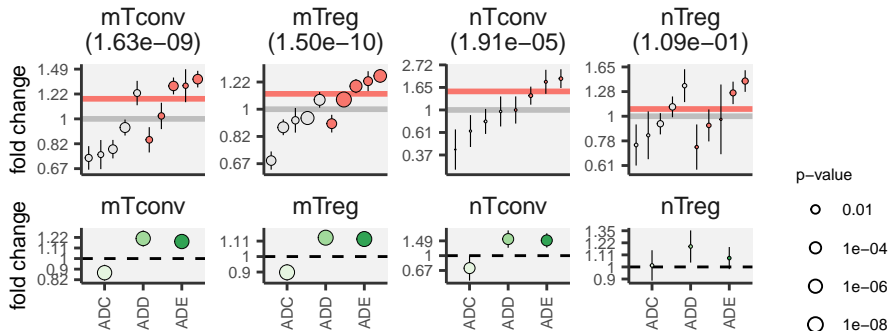 mTconv
(1.63e−09)
mTreg
(1.50e−10)
nTconv
(1.91e−05)
nTreg
(1.09e−01)
fold change
1.49
1.22
1
0.82
0.67
1.22
1
0.82
0.67
2.72
1.65
1
0.61
0.37
1.65
1.28
1
0.78
0.61
mTconv
mTreg
nTconv
nTreg
fold change
1.22
1.11
1
0.9
0.82
1.11
1
0.9
1.49
1
0.67
1.35
1.22
1.11
1
0.9
ADC
ADD
ADE
ADC
ADD
ADE
ADC
ADD
ADE
ADC
ADD
ADE
p−value
0.01
1e−04
1e−06
1e−08